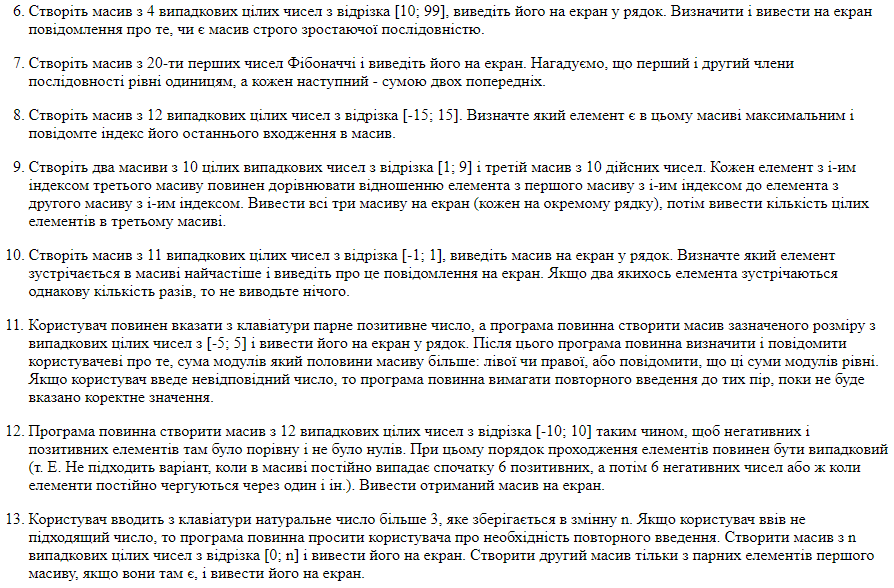 6. Створіть масив з 4 випадкових цілих чисел з відрізка [10; 99], виведіть його на екран у рядок. Визначити і вивести на екран
повідомлення про те, чи є масив строго зростаючої послідовністю.
7. Створіть масив з 20-ти перших чисел Фібоначчі і виведіть його на екран. Нагадуємо, що перший і другий члени
послідовності рівні одиницям, а кожен наступний - сумою двох попередніх.
8. Створіть масив з 12 випадкових цілих чисел з відрізка [-15; 15]. Визначте який елемент є в цьому масиві максимальним і
повідомте індекс його останнього входження в масив.
9. Створіть два масиви з 10 цілих випадкових чисел з відрізка [1; 9] і третій масив з 10 дійсних чисел. Кожен елемент з і-им
індексом третього масиву повинен дорівнювати відношенню елемента з першого масиву з і-им індексом до елемента з
другого масиву з і-им індексом. Вивести всі три масиву на екран (кожен на окремому рядку), потім вивести кількість цілих
елементів в третьому масиві.
10. Створіть масив з 11 випадкових цілих чисел з відрізка [-1; 1], виведіть масив на екран у рядок. Визначте який елемент
зустрічається в масиві найчастіше і виведіть про це повідомлення на екран. Якщо два якихось елемента зустрічаються
однакову кількість разів, то не виводьте нічого.
11. Користувач повинен вказати з клавіатури парне позитивне число, а програма повинна створити масив зазначеного розміру з
випадкових цілих чисел з [-5; 5] і вивести його на екран у рядок. Після цього програма повинна визначити і повідомити
користувачеві про те, сума модулів який половини масиву більше: лівої чи правої, або повідомити, що ці суми модулів рівні.
Якщо користувач введе невідповідний число, то програма повинна вимагати повторного введення до тих пір, поки не буде
вказано коректне значення.
12. Програма повинна створити масив з 12 випадкових цілих чисел з відрізка [-10; 10] таким чином, щоб негативних і
позитивних елементів там було порівну і не було нулів. При цьому порядок проходження елементів повинен бути випадковий
(т. Е. Не підходить варіант, коли в масиві постійно випадає спочатку 6 позитивних, а потім 6 негативних чисел або ж коли
елементи постійно чергуються через один і ін.). Вивести отриманий масив на екран.
13. Користувач вводить з клавіатури натуральне число більше 3, яке зберігається в змінну n. Якщо користувач ввів не
підходящий число, то програма повинна просити користувача про необхідність повторного введення. Створити масив з n
випадкових цілих чисел з відрізка [0; n] і вивести його на екран. Створити другий масив тільки з парних елементів першого
масиву, якщо вони там є, і вивести його на екран.